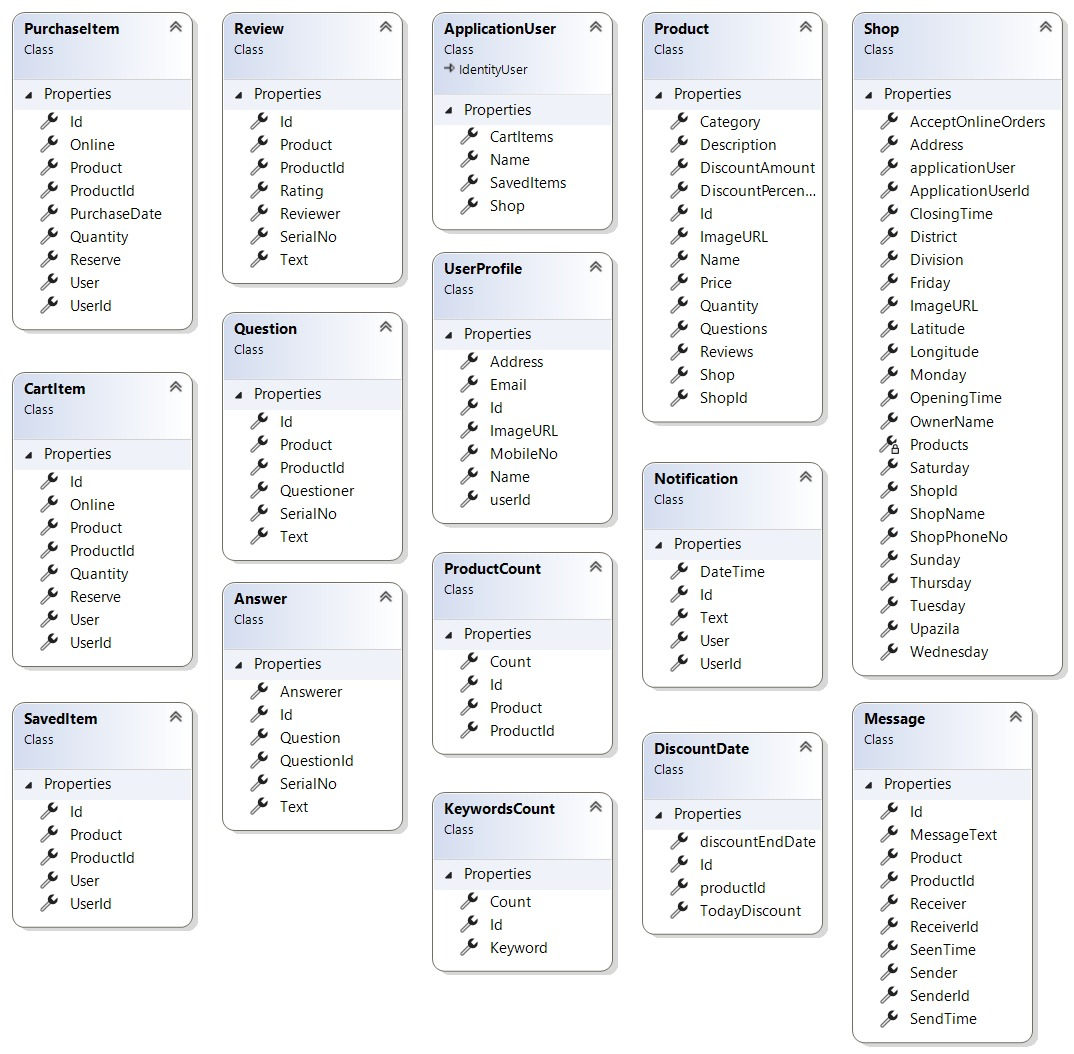 PurchaseItem
Class
Properties
Id
Online
Product
ProductId
PurchaseDate
Quantity
Reserve
User
UserId
CartItem
Class
Properties
Id
Online
Product
ProductId
Quantity
Reserve
User
UserId
SavedItem
Class
Properties
Id
Product
ProductId
User
UserId
Review
Class
Properties
Id
Product
ProductId
Rating
Reviewer
SerialNo
Text
Question
Class
Properties
Id
Product
ProductId
Questioner
SerialNo
Text
Answer
Class
Properties
Answerer
Id
Question
QuestionId
SerialNo
Text
ApplicationUser
Class
IdentityUser
Properties
CartItems
Name
SavedItems
Shop
UserProfile
Class
Properties
Address
Email
Id
ImageURL
MobileNo
Name
userId
ProductCount
Class
Properties
Count
Id
Product
ProductId
KeywordsCount
Class
Properties
Count
Id
Keyword
Product
Class
Properties
Category
Description
DiscountAmount
DiscountPercen...
Id
ImageURL
Name
Price
Quantity
Questions
Reviews
Shop
ShopId
Notification
Class
Properties
DateTime
Id
Text
User
UserId
DiscountDate
Class
Properties
discountEndDate
Id
productId
TodayDiscount
Shop
Class
Properties
AcceptOnlineOrders
Address
applicationUser
ApplicationUserId
ClosingTime
District
Division
Friday
ImageURL
Latitude
Longitude
Monday
OpeningTime
OwnerName
Products
Saturday
ShopId
ShopName
ShopPhoneNo
Sunday
Thursday
Tuesday
Upazila
Wednesday
Message
Class
Properties
Id
MessageText
Product
ProductId
Receiver
ReceiverId
SeenTime
Sender
SenderId
SendTime